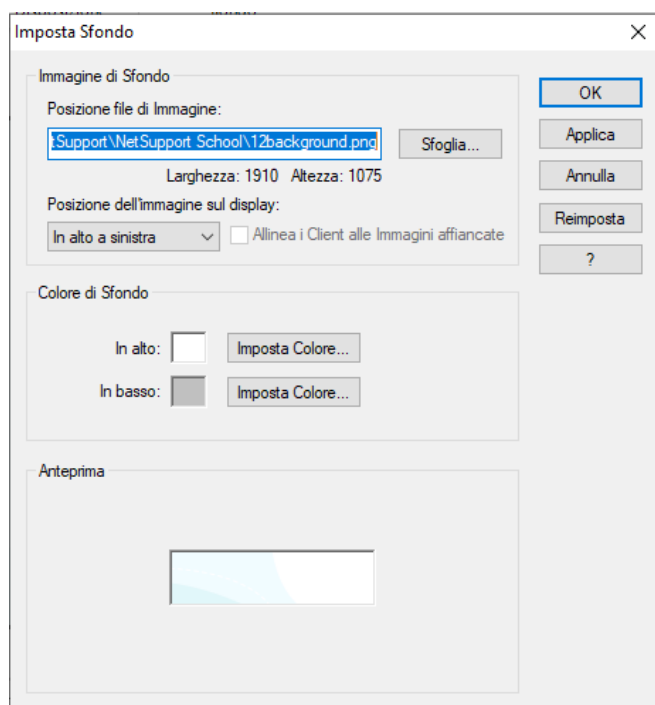 Imposta Sfondo
Immagine di Sfondo
Posizione file di Immagine:
tSupport\NetSupport School\12background.png
Sfoglia...
Larghezza: 1910 Altezza: 1075
Posizione dell'immagine sul display:
In alto a sinistra
Allinea i Client alle Immagini affiancate
OK
Applica
Annulla
Reimposta
?
Colore di Sfondo
In alto:
Imposta Colore...
In basso:
Imposta Colore...
Anteprima